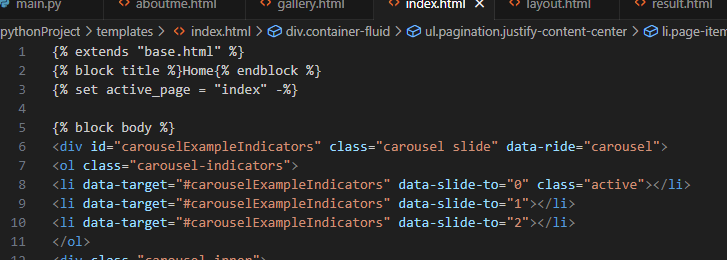 main.py aboutme.html gallery.html index.html layout.html result.html
pythonProject > templates > index.html > div.container-fluid > ul.pagination.justify-content-center > li.page-item
1 {% extends "base.html" %}
2 {% block title %}Home{% endblock %}
3 {% set active_page = "index" -%}
4
5 {% block body %}
6 <div id="carouselExampleIndicators" class="carousel slide" data-ride="carousel">
7 <ol class="carousel-indicators">
8 <li data-target="#carouselExampleIndicators" data-slide-to="0" class="active"></li>
9 <li data-target="#carouselExampleIndicators" data-slide-to="1"></li>
10 <li data-target="#carouselExampleIndicators" data-slide-to="2"></li>
11 </ol>
12 <div class="carousel-inner">